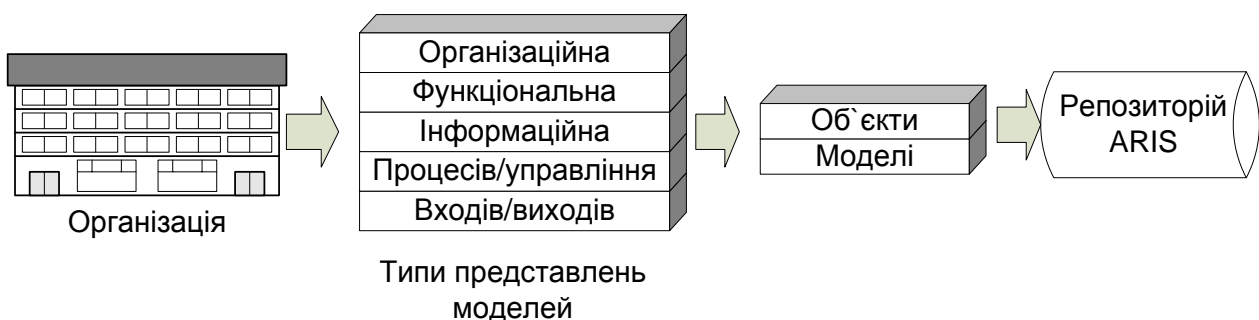 Організація
Організаційна
Функціональна
Інформаційна
Процесів/управління
Входів/виходів
Типи представлень
моделей
Об`єкти
Моделі
Репозиторій
ARIS